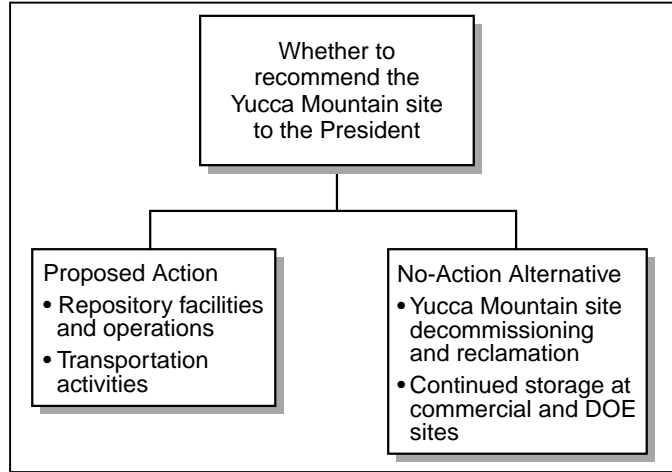 Whether to
recommend the
Yucca Mountain site
to the President
Proposed Action
• Repository facilities
and operations
• Transportation
activities
No-Action Alternative
• Yucca Mountain site
decommissioning
and reclamation
• Continued storage at
commercial and DOE
sites